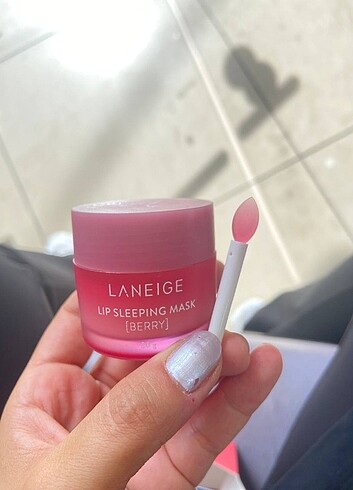 LANEIGE
LIP SLEEPING MASK
[BERRY]